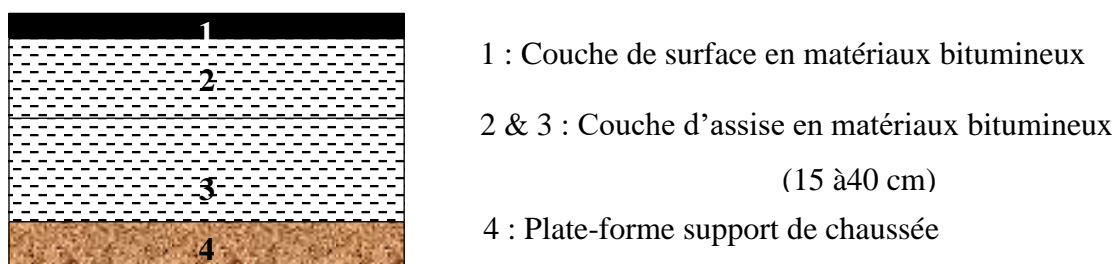 1
2
3
4
1 : Couche de surface en matériaux bitumineux
2 & 3 : Couche d’assise en matériaux bitumineux
(15 à40 cm)
4 : Plate-forme support de chaussée